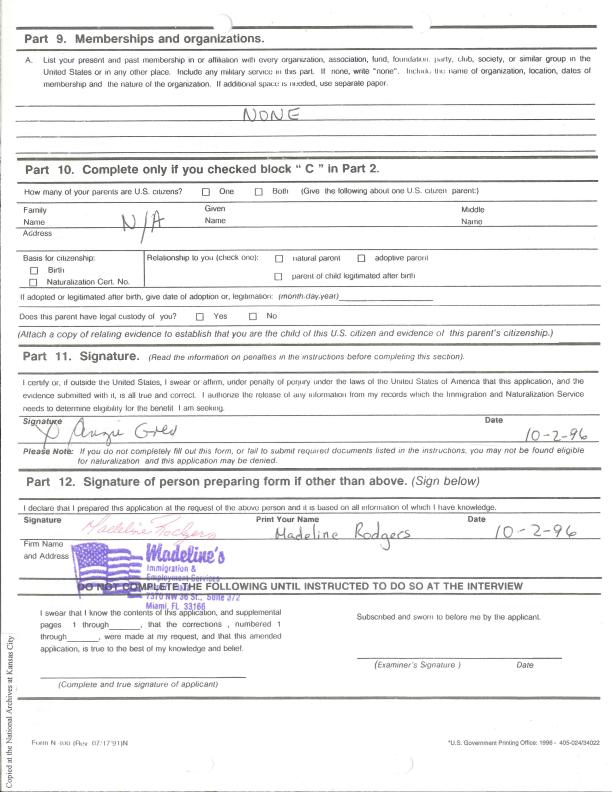 Part 9. Memberships and organizations.
A. List your present and past membership in or affiliation with every organization, association, fund, foundation, party, club, society, or similar group in the
United States or in any other place. Include any military service in this part. If none, write "none". Include the name of organization, location, dates of
membership and the nature of the organization. If additional space is needed, use separate paper.
NONE
Part 10. Complete only if you checked block " C " in Part 2.
How many of your parents are U.S. citizens? One Both (Give the following about one U.S. citizen parent:)
Family Given Middle
Name N/A Name Name
Address
Basis for citizenship: Relationship to you (check one): natural parent adoptive parent
Birth
Naturalization Cert. No. parent of child legitimated after birth
If adopted or legitimated after birth, give date of adoption or, legitimation: (month.day.year)
Does this parent have legal custody of you? Yes No
(Attach a copy of relating evidence to establish that you are the child of this U.S. citizen and evidence of this parent's citizenship.)
Part 11. Signature. (Read the information on penalties in the instructions before completing this section).
I certify or, if outside the United States, I swear or affirm, under penalty of perjury under the laws of the United States of America that this application, and the
evidence submitted with it, is all true and correct. I authorize the release of any information from my records which the Immigration and Naturalization Service
needs to determine eligibility for the benefit I am seeking.
Signature Date
X Angie 10-2-96
Please Note: If you do not completely fill out this form, or fail to submit required documents listed in the instructions, you may not be found eligible
for naturalization and this application may be denied.
Part 12. Signature of person preparing form if other than above. (Sign below)
I declare that I prepared this application at the request of the above person and it is based on all information of which I have knowledge.
Signature Madeline Rodgers Print Your Name Madeline Rodgers Date 10-2-96
Firm Name
and Address
Madeline's
Immigration &
Employment Services
DO NOT COMPLETE THE FOLLOWING UNTIL INSTRUCTED TO DO SO AT THE INTERVIEW
7370 NW 36 St., Suite 372
Miami, FL 33166
I swear that I know the contents of this application, and supplemental
pages 1 through , that the corrections , numbered 1
through , were made at my request, and that this amended
application, is true to the best of my knowledge and belief.
(Complete and true signature of applicant)
Subscribed and sworn to before me by the applicant.
(Examiner's Signature ) Date
Form N-400 (Rev. 07/17/91)N
*U.S. Government Printing Office: 1996 - 405-024/34022
Copied at the National Archives at Kansas City